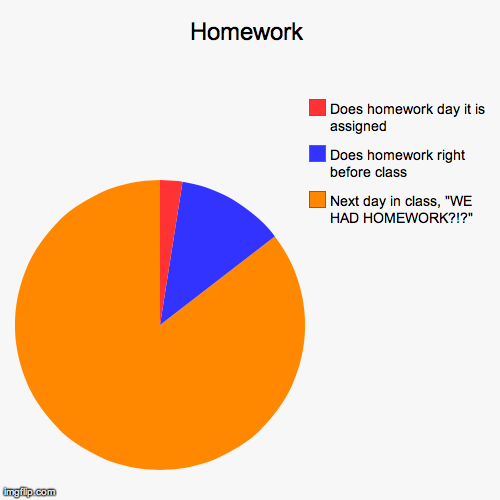 Homework
Does homework day it is
assigned
Does homework right
before class
Next day in class, "WE
HAD HOMEWORK?!?"
imgflip.com